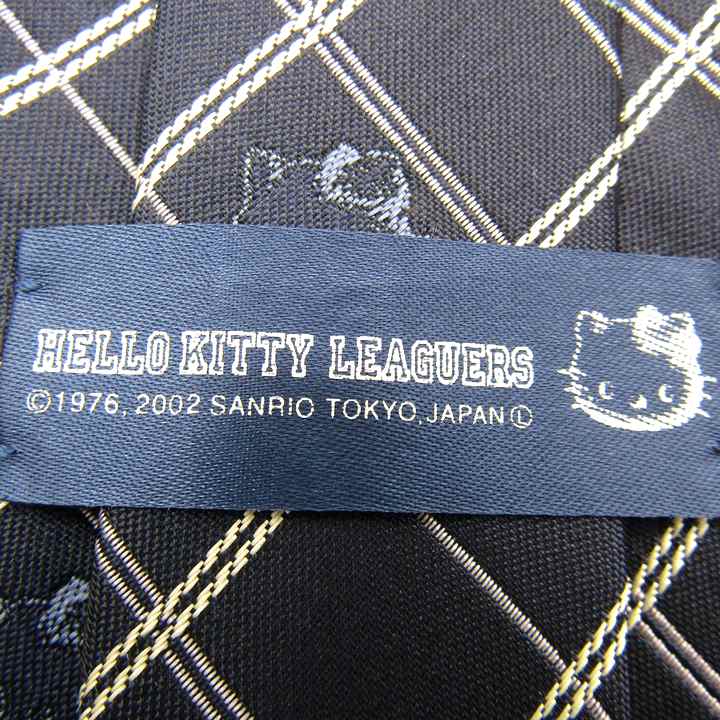 HELLO KITTY LEAGUERS
©1976, 2002 SANRIO TOKYO, JAPAN Ⓛ